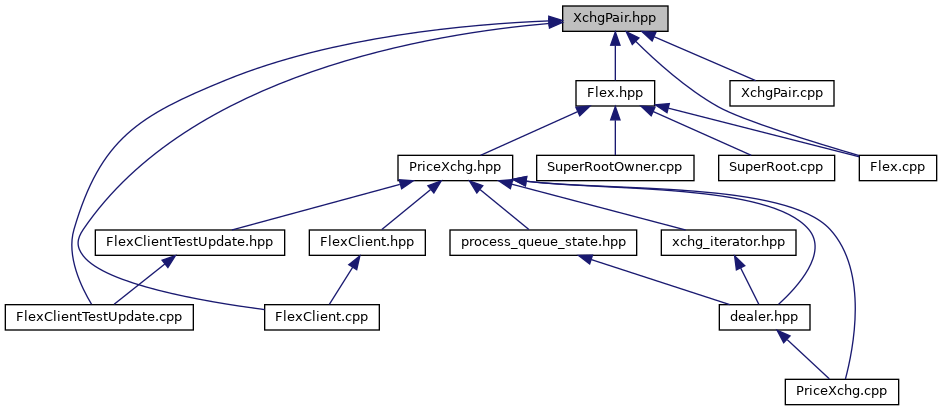 XchgPair.hpp
Flex.hpp
XchgPair.cpp
PriceXchg.hpp
SuperRootOwner.cpp
SuperRoot.cpp
Flex.cpp
FlexClientTestUpdate.hpp
FlexClient.hpp
process_queue_state.hpp
xchg_iterator.hpp
FlexClientTestUpdate.cpp
FlexClient.cpp
dealer.hpp
PriceXchg.cpp